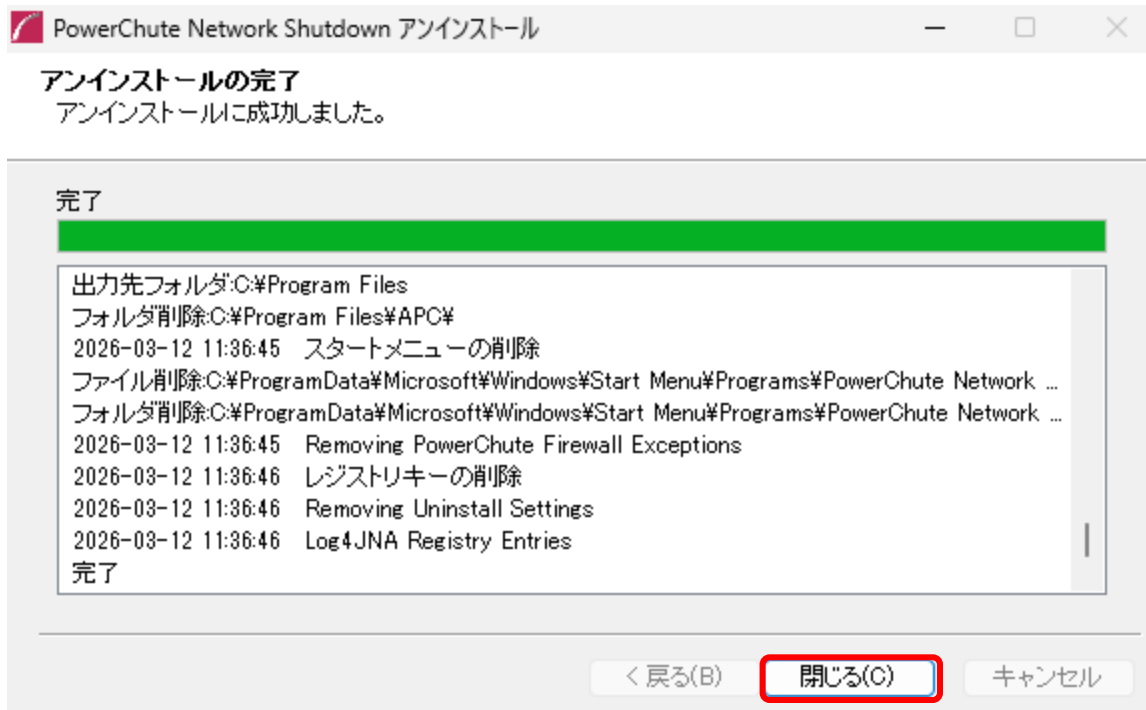 PowerChute Network Shutdown アンインストール
アンインストールの完了
アンインストールに成功しました。
完了
出力先フォルダ:C:¥Program Files
フォルダ削除:C:¥Program Files¥APC¥
2026-03-12 11:36:45 スタートメニューの削除
ファイル削除:C:¥ProgramData¥Microsoft¥Windows¥Start Menu¥Programs¥PowerChute Network ...
フォルダ削除:C:¥ProgramData¥Microsoft¥Windows¥Start Menu¥Programs¥PowerChute Network ...
2026-03-12 11:36:45 Removing PowerChute Firewall Exceptions
2026-03-12 11:36:46 レジストリキーの削除
2026-03-12 11:36:46 Removing Uninstall Settings
2026-03-12 11:36:46 Log4JNA Registry Entries
完了
< 戻る(B) 閉じる(C) キャンセル